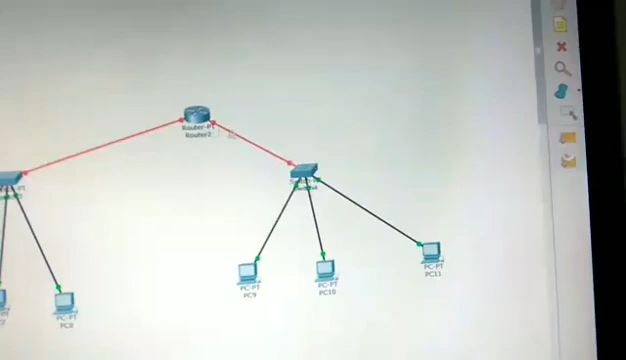 Router-PT
Router2
PC-PT
PC8
PC-PT
PC9
PC-PT
PC10
PC-PT
PC11